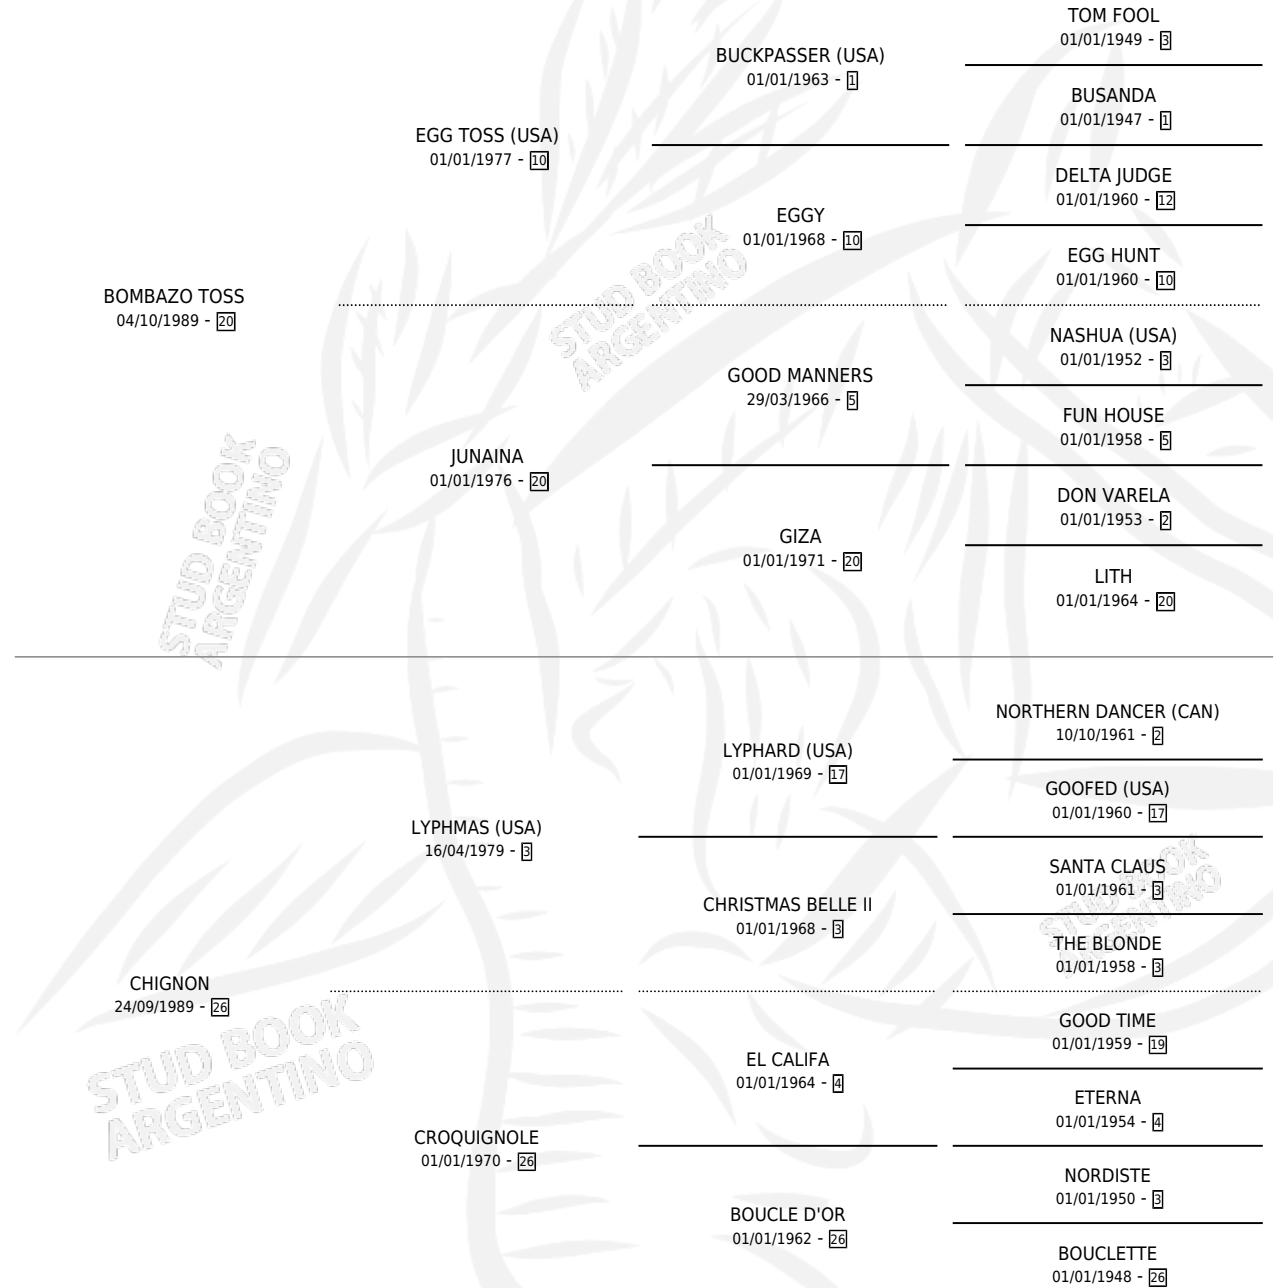 TOM FOOL
01/01/1949 - 3
BUCKPASSER (USA)
01/01/1963 - 1
BUSANDA
01/01/1947 - 1
EGG TOSS (USA)
01/01/1977 - 10
DELTA JUDGE
01/01/1960 - 12
EGGY
01/01/1968 - 10
EGG HUNT
01/01/1960 - 10
BOMBAZO TOSS
04/10/1989 - 20
NASHUA (USA)
01/01/1952 - 3
GOOD MANNERS
29/03/1966 - 5
FUN HOUSE
01/01/1958 - 5
JUNAINA
01/01/1976 - 20
DON VARELA
01/01/1953 - 2
GIZA
01/01/1971 - 20
LITH
01/01/1964 - 20
STUD BOOK
ARGENTINO
STUD BOOK
ARGENTINO
NORTHERN DANCER (CAN)
10/10/1961 - 2
LYPHARD (USA)
01/01/1969 - 17
GOOFED (USA)
01/01/1960 - 17
LYPHMAS (USA)
16/04/1979 - 3
SANTA CLAUS
01/01/1961 - 3
CHRISTMAS BELLE II
01/01/1968 - 3
THE BLONDE
01/01/1958 - 3
STUD BOOK
ARGENTINO
CHIGNON
24/09/1989 - 26
GOOD TIME
01/01/1959 - 19
EL CALIFA
01/01/1964 - 4
ETERNA
01/01/1954 - 4
CROQUIGNOLE
01/01/1970 - 26
NORDISTE
01/01/1950 - 3
BOUCLE D'OR
01/01/1962 - 26
BOUCLETTE
01/01/1948 - 26
STUD BOOK
ARGENTINO